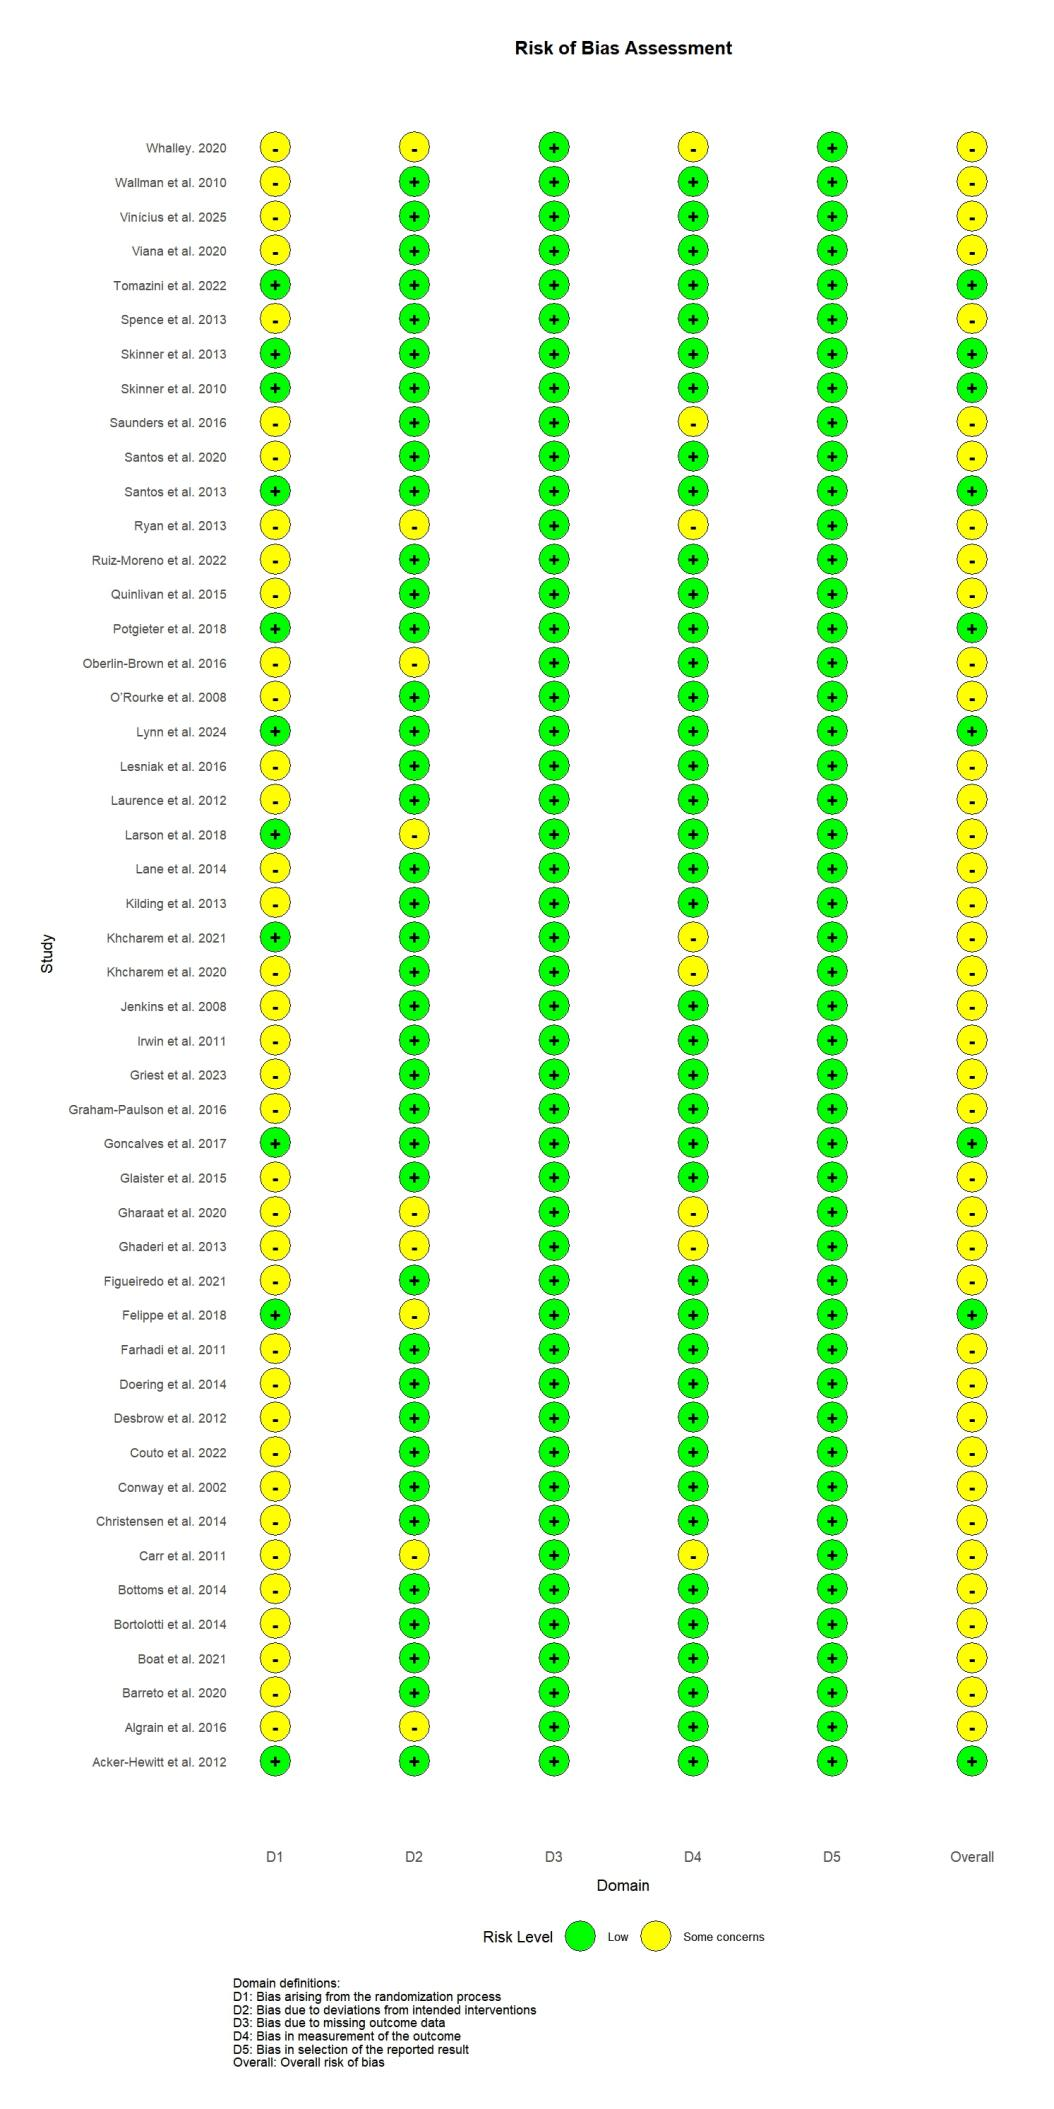 Risk of Bias Assessment
Whalley. 2020 - - + - + -
Wallman et al. 2010 - + + + + -
Vinícius et al. 2025 - + + + + -
Viana et al. 2020 - + + + + -
Tomazini et al. 2022 + + + + + +
Spence et al. 2013 - + + + + -
Skinner et al. 2013 + + + + + +
Skinner et al. 2010 + + + + + +
Saunders et al. 2016 - + + - + -
Santos et al. 2020 - + + + + -
Santos et al. 2013 + + + + + +
Ryan et al. 2013 - - + - + -
Ruiz-Moreno et al. 2022 - + + + + -
Quinlivan et al. 2015 - + + + + -
Potgieter et al. 2018 + + + + + +
Oberlin-Brown et al. 2016 - - + + + -
O’Rourke et al. 2008 - + + + + -
Lynn et al. 2024 + + + + + +
Lesniak et al. 2016 - + + + + -
Laurence et al. 2012 - + + + + -
Larson et al. 2018 + - + + + -
Lane et al. 2014 - + + + + -
Kilding et al. 2013 - + + + + -
Khcharem et al. 2021 + + + - + -
Khcharem et al. 2020 - + + - + -
Jenkins et al. 2008 - + + + + -
Irwin et al. 2011 - + + + + -
Griest et al. 2023 - + + + + -
Graham-Paulson et al. 2016 - + + + + -
Goncalves et al. 2017 + + + + + +
Glaister et al. 2015 - + + + + -
Gharaat et al. 2020 - - + - + -
Ghaderi et al. 2013 - - + - + -
Figueiredo et al. 2021 - + + + + -
Felippe et al. 2018 + - + + + +
Farhadi et al. 2011 - + + + + -
Doering et al. 2014 - + + + + -
Desbrow et al. 2012 - + + + + -
Couto et al. 2022 - + + + + -
Conway et al. 2002 - + + + + -
Christensen et al. 2014 - + + + + -
Carr et al. 2011 - - + - + -
Bottoms et al. 2014 - + + + + -
Bortolotti et al. 2014 - + + + + -
Boat et al. 2021 - + + + + -
Barreto et al. 2020 - + + + + -
Algrain et al. 2016 - - + + + -
Acker-Hewitt et al. 2012 + + + + + +
Study
D1 D2 D3 D4 D5 Overall
Domain
Risk Level Low Some concerns
Domain definitions:
D1: Bias arising from the randomization process
D2: Bias due to deviations from intended interventions
D3: Bias due to missing outcome data
D4: Bias in measurement of the outcome
D5: Bias in selection of the reported result
Overall: Overall risk of bias